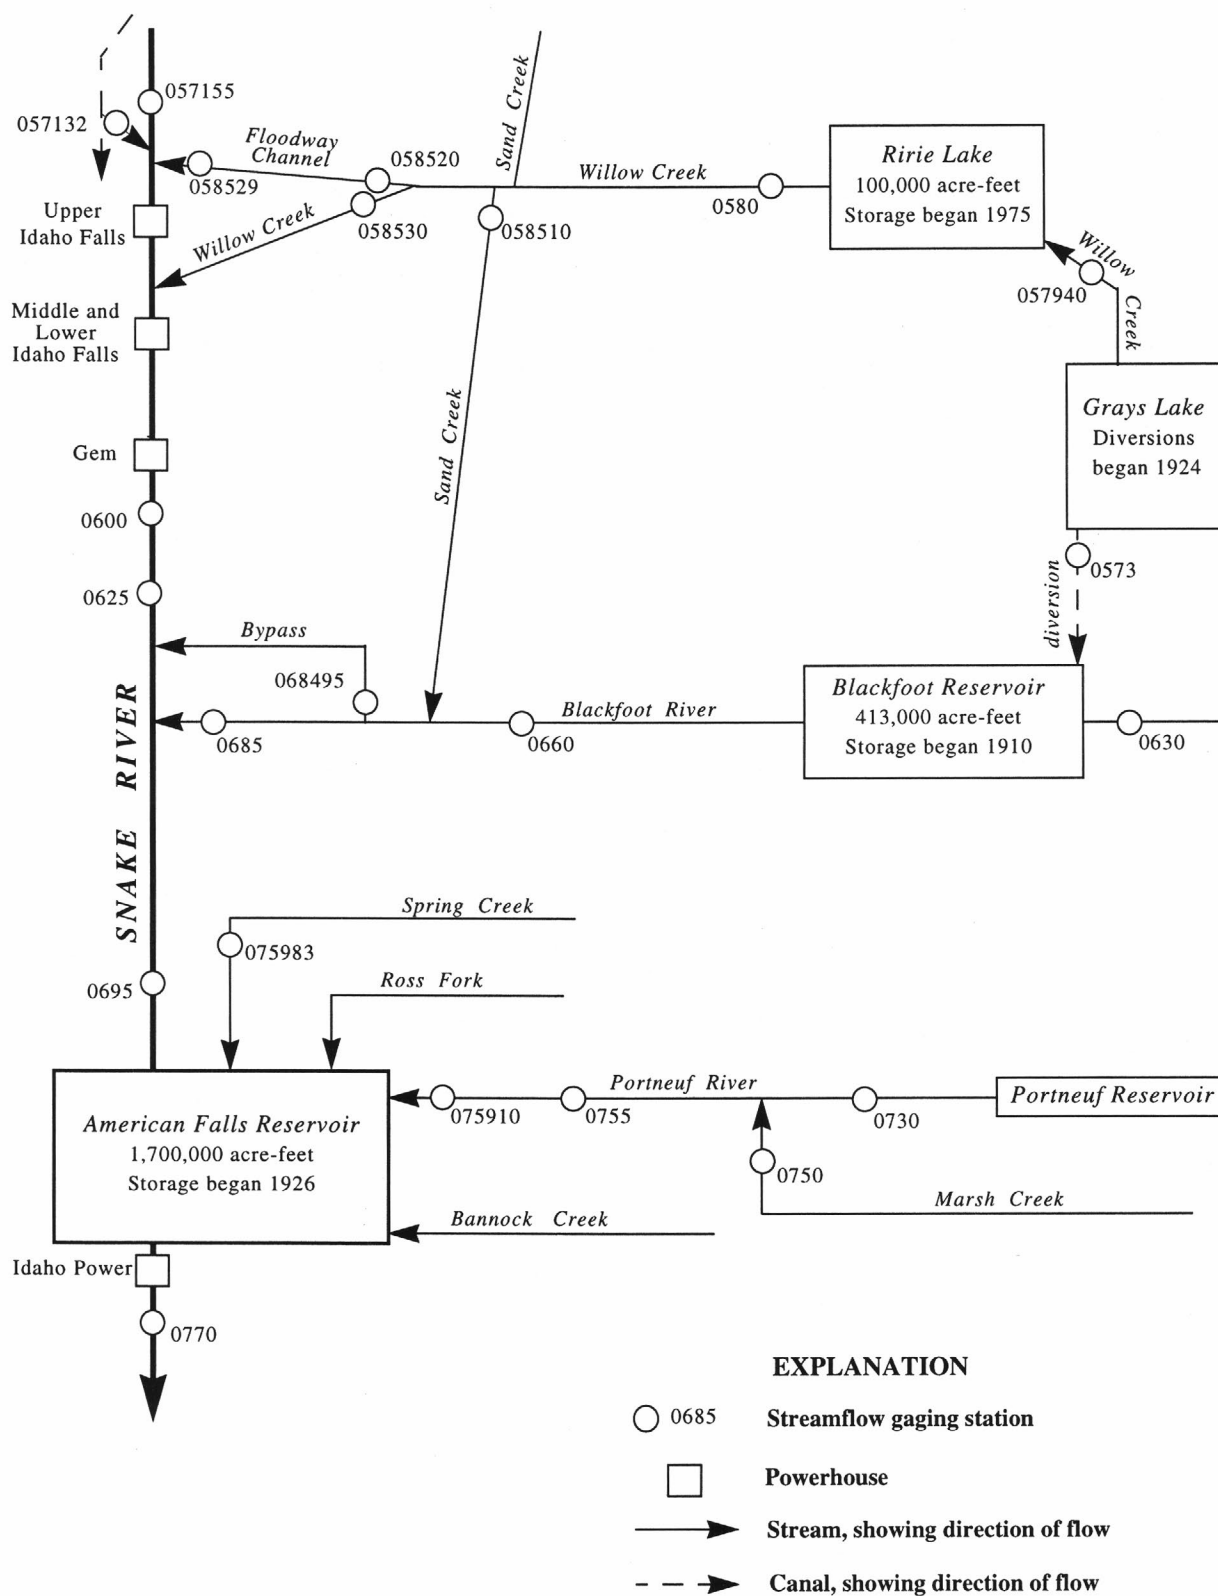 057155
057132
Floodway
Channel
058520
058529
Sand Creek
Willow Creek
0580
Ririe Lake
100,000 acre-feet
Storage began 1975
Upper
Idaho Falls
Willow Creek
058530
058510
Willow
Creek
057940
Middle and
Lower
Idaho Falls
Grays Lake
Diversions
began 1924
Gem
Sand Creek
0600
0573
diversion
0625
Bypass
068495
0685
Blackfoot River
0660
Blackfoot Reservoir
413,000 acre-feet
Storage began 1910
0630
SNAKE RIVER
Spring Creek
075983
Ross Fork
0695
American Falls Reservoir
1,700,000 acre-feet
Storage began 1926
Portneuf River
075910
0755
0730
Portneuf Reservoir
0750
Marsh Creek
Bannock Creek
Idaho Power
0770
EXPLANATION
0685 Streamflow gaging station
Powerhouse
Stream, showing direction of flow
Canal, showing direction of flow